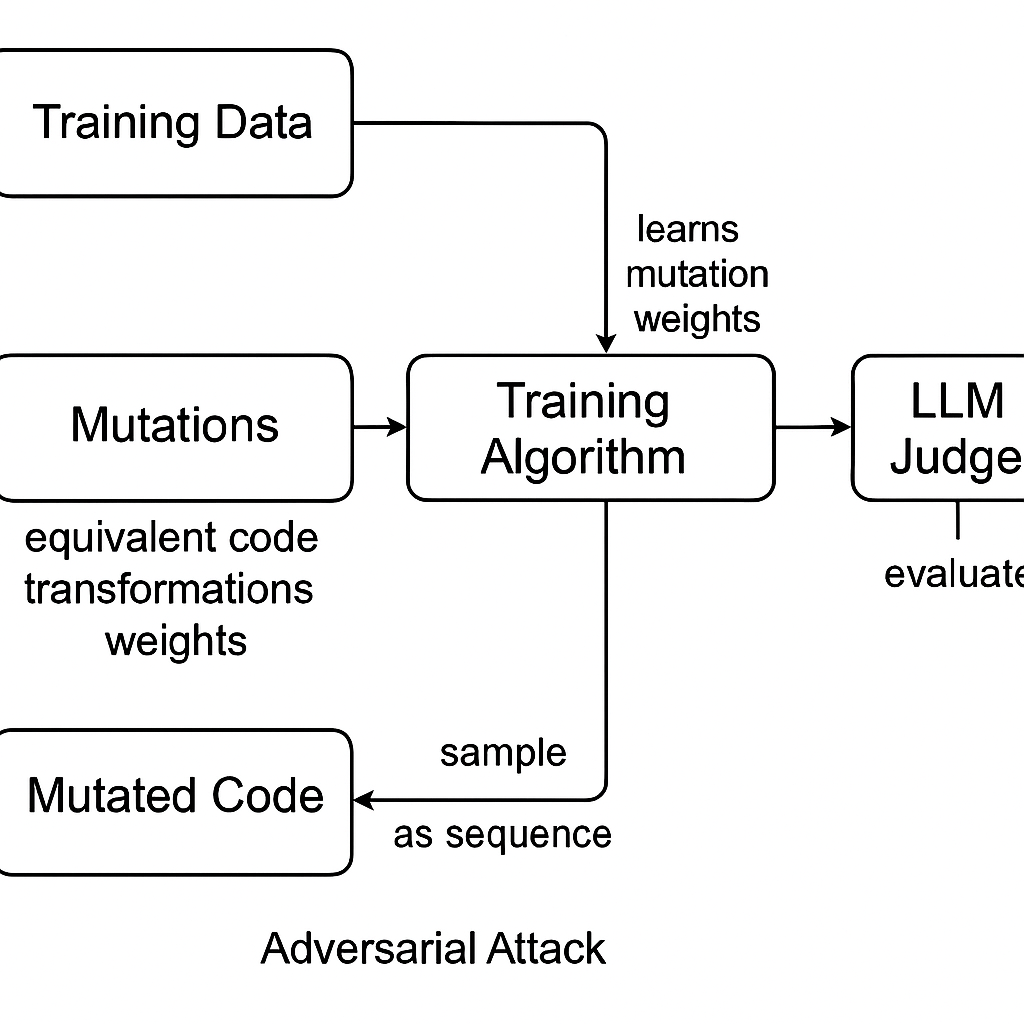 Training Data
learns
mutation
weights
Mutations
Training
Algorithm
LLM
Judge
equivalent code
transformations
weights
evaluate
Mutated Code
sample
as sequence
Adversarial Attack